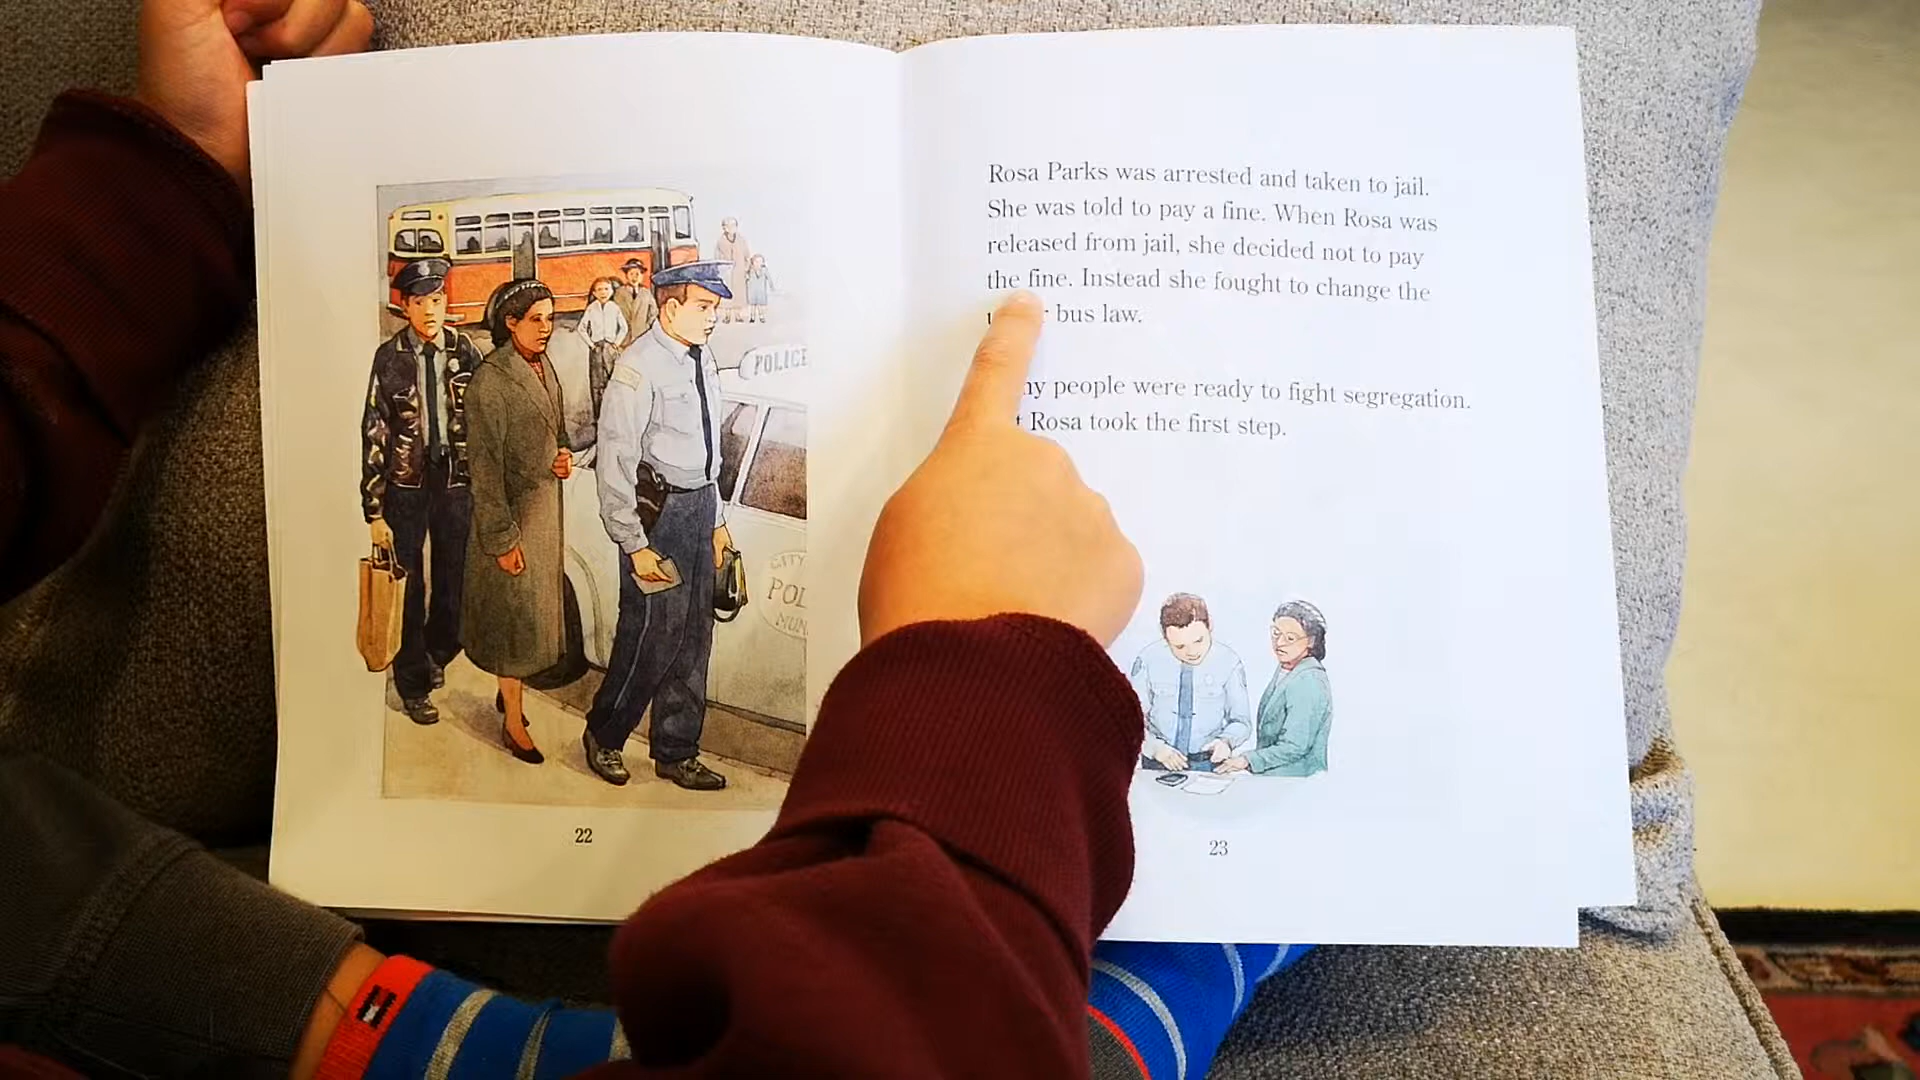 POLICE
CITY
POL
MUN
22
Rosa Parks was arrested and taken to jail.
She was told to pay a fine. When Rosa was
released from jail, she decided not to pay
the fine. Instead she fought to change the
bus law.
people were ready to fight segregation.
Rosa took the first step.
23